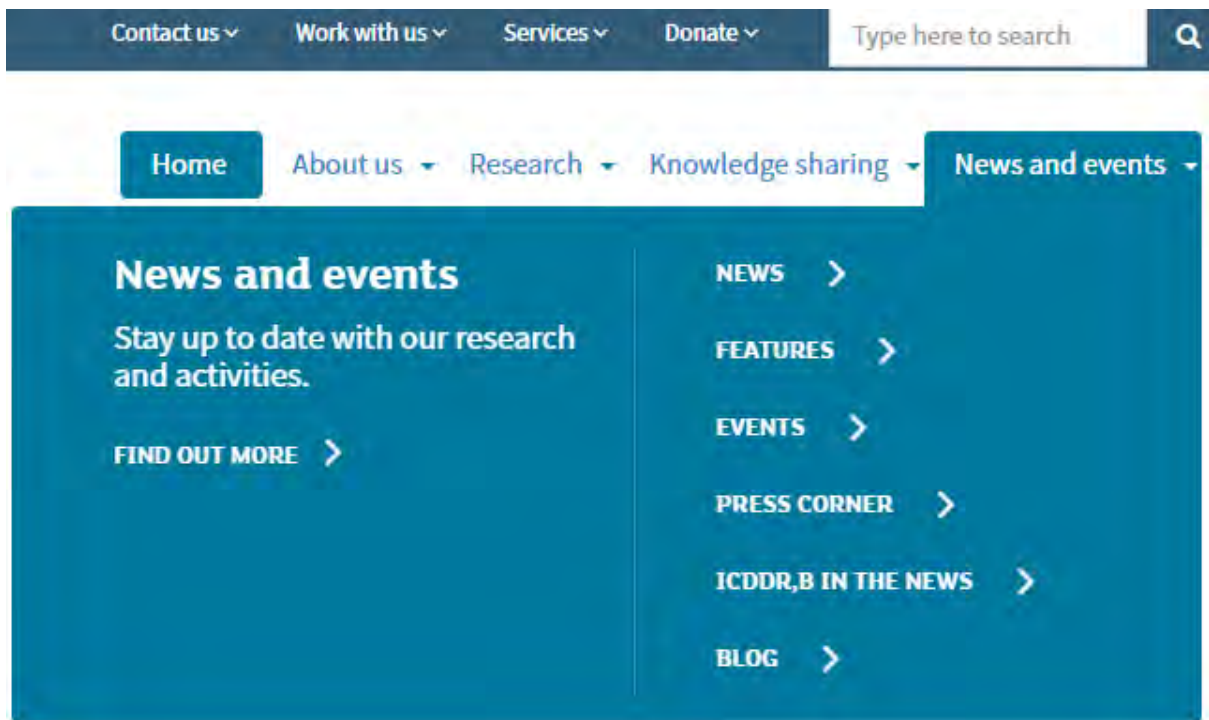 Contact us Work with us Services Donate Type here to search
Home About us Research Knowledge sharing News and events
News and events
Stay up to date with our research
and activities.
FIND OUT MORE
NEWS
FEATURES
EVENTS
PRESS CORNER
ICDDR,B IN THE NEWS
BLOG